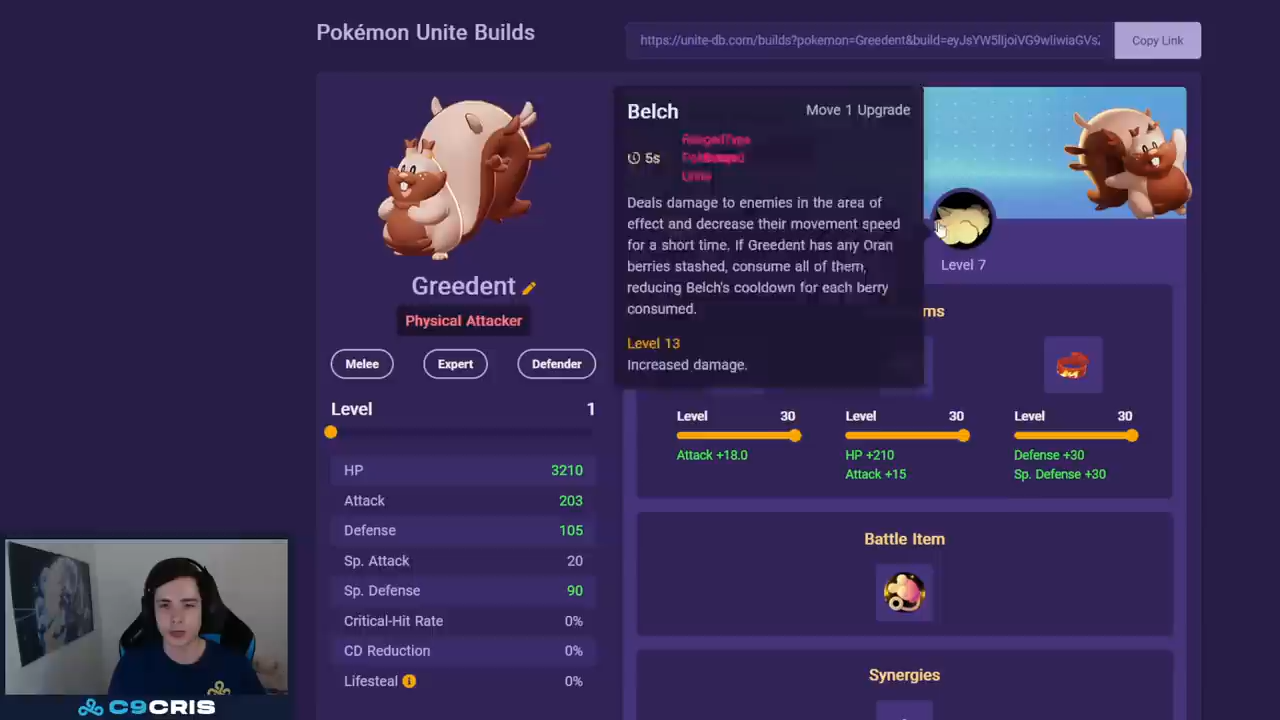 Pokémon Unite Builds
https://unite-db.com/builds?pokemon=Greedent&build=
Copy Link
Greedent
Physical Attacker
Melee
Expert
Defender
Level 1
HP 3210
Attack 203
Defense 105
Sp. Attack 20
Sp. Defense 90
Critical-Hit Rate 0%
CD Reduction 0%
Lifesteal 0%
Belch Move 1 Upgrade
5s
Deals damage to enemies in the area of
effect and decrease their movement speed
for a short time. If Greedent has any Oran
berries stashed, consume all of them,
reducing Belch's cooldown for each berry
consumed.
Level 13
Increased damage.
Level 7
Level 30
Attack +18.0
Level 30
HP +210
Attack +15
Level 30
Defense +30
Sp. Defense +30
Battle Item
Synergies
C9CRIS